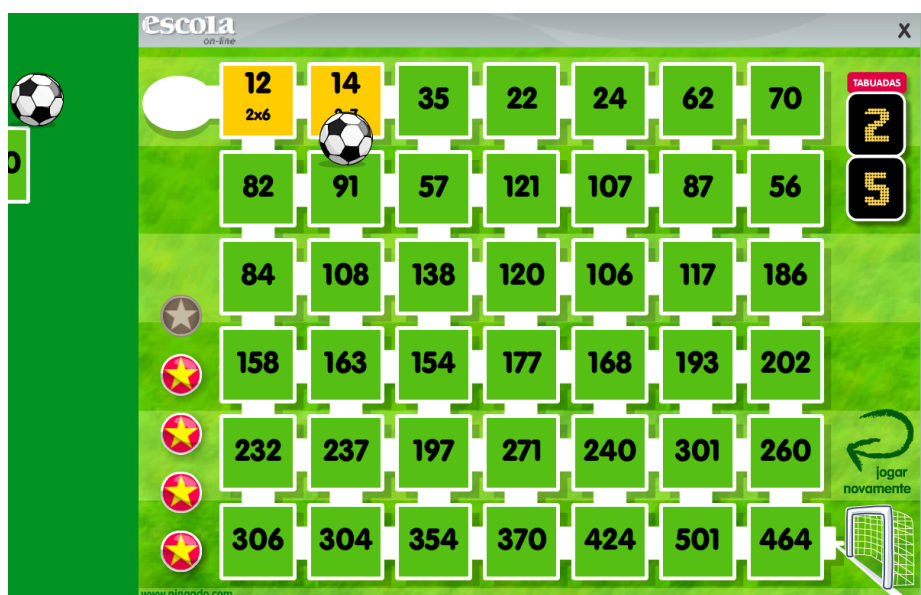 escola
on-line
X
12 14 35 22 24 62 70
2x6
TABUADAS
2
5
82 91 57 121 107 87 56
84 108 138 120 106 117 186
158 163 154 177 168 193 202
232 237 197 271 240 301 260
jogar
novamente
306 304 354 370 424 501 464